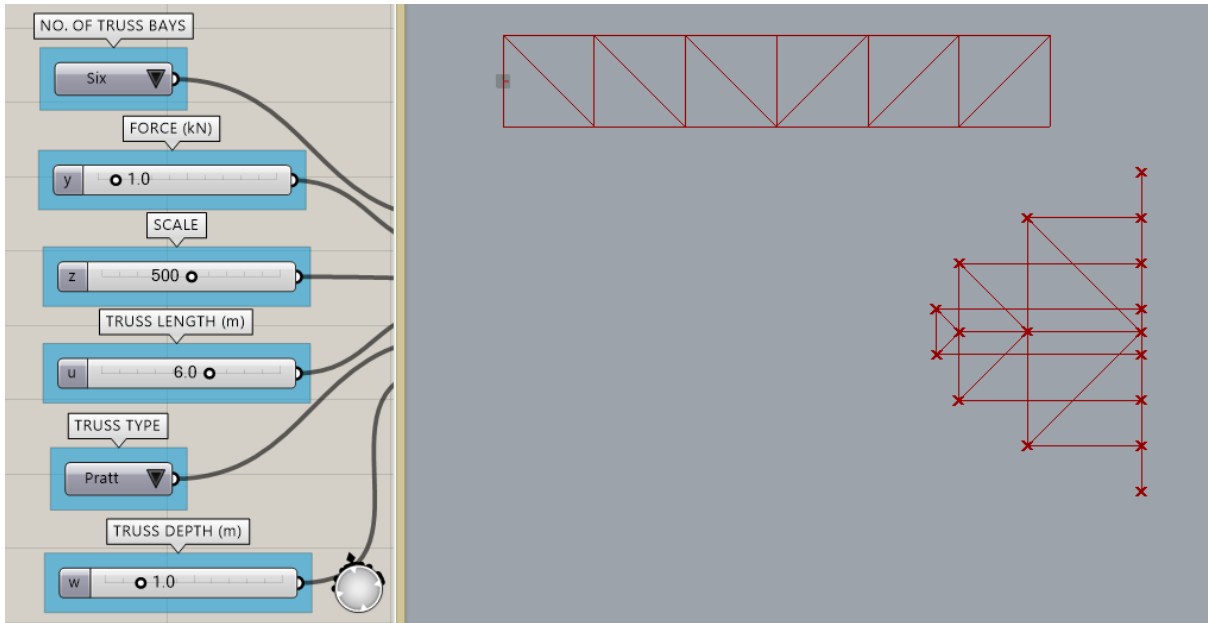 NO. OF TRUSS BAYS
Six
FORCE (kN)
y 1.0
SCALE
z 500
TRUSS LENGTH (m)
u 6.0
TRUSS TYPE
Pratt
TRUSS DEPTH (m)
w 1.0